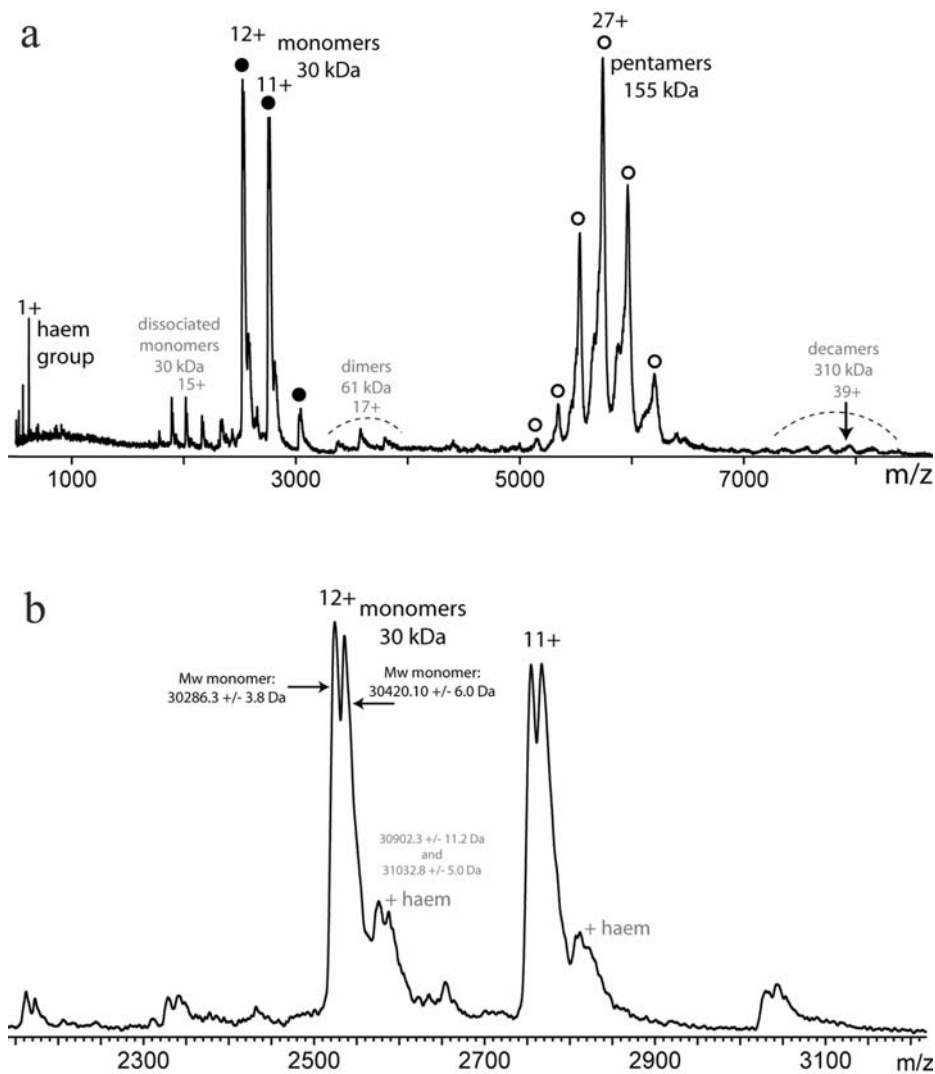 a
12+
monomers
30 kDa
11+
27+
pentamers
155 kDa
1+
haem
group
dissociated
monomers
30 kDa
15+
dimers
61 kDa
17+
decamers
310 kDa
39+
1000 3000 5000 7000 m/z
b
12+
monomers
30 kDa
11+
Mw monomer:
30286.3 +/- 3.8 Da
Mw monomer:
30420.10 +/- 6.0 Da
30902.3 +/- 11.2 Da
and
31032.8 +/- 5.0 Da
+ haem
+ haem
2300 2500 2700 2900 3100 m/z